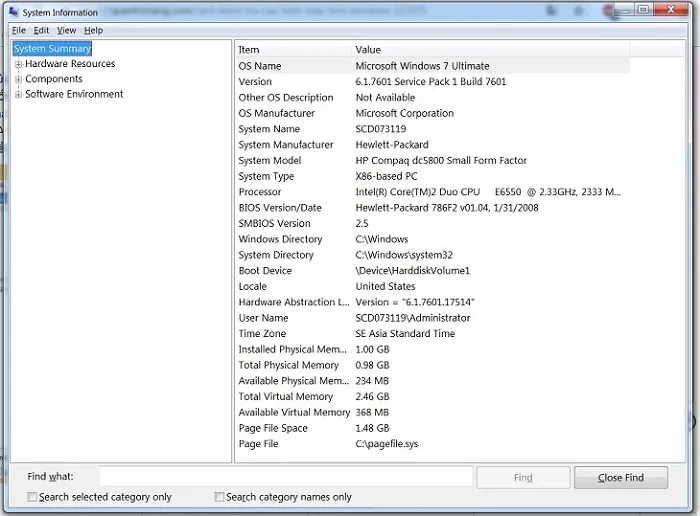 System Information
File Edit View Help
System Summary
Hardware Resources
Components
Software Environment
Item Value
OS Name Microsoft Windows 7 Ultimate
Version 6.1.7601 Service Pack 1 Build 7601
Other OS Description Not Available
OS Manufacturer Microsoft Corporation
System Name SCD073119
System Manufacturer Hewlett-Packard
System Model HP Compaq dc5800 Small Form Factor
System Type X86-based PC
Processor Intel(R) Core(TM)2 Duo CPU E6550 @ 2.33GHz, 2333 M...
BIOS Version/Date Hewlett-Packard 786F2 v01.04, 1/31/2008
SMBIOS Version 2.5
Windows Directory C:\Windows
System Directory C:\Windows\system32
Boot Device \Device\HarddiskVolume1
Locale United States
Hardware Abstraction L... Version = "6.1.7601.17514"
User Name SCD073119\Administrator
Time Zone SE Asia Standard Time
Installed Physical Mem... 1.00 GB
Total Physical Memory 0.98 GB
Available Physical Mem... 234 MB
Total Virtual Memory 2.46 GB
Available Virtual Memory 368 MB
Page File Space 1.48 GB
Page File C:\pagefile.sys
Find what: Find Close Find
Search selected category only Search category names only